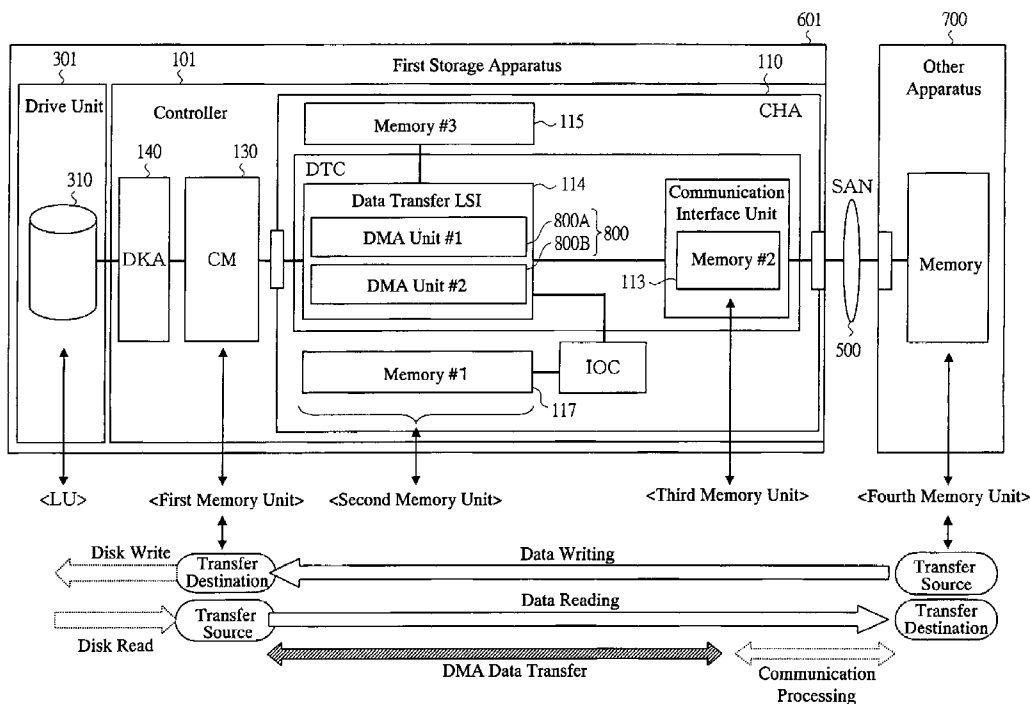 601
700
301
101
First Storage Apparatus
110
Other
Apparatus
Drive Unit
Controller
CHA
Memory #3
115
140
130
DTC
114
310
Data Transfer LSI
Communication
Interface Unit
SAN
DMA Unit #1
800A
800
DMA Unit #2
800B
DKA
CM
Memory #2
Memory
113
500
Memory #1
IOC
117
<LU>
<First Memory Unit>
<Second Memory Unit>
<Third Memory Unit>
<Fourth Memory Unit>
Disk Write
Transfer
Destination
Data Writing
Transfer
Source
Disk Read
Transfer
Source
Data Reading
Transfer
Destination
DMA Data Transfer
Communication
Processing